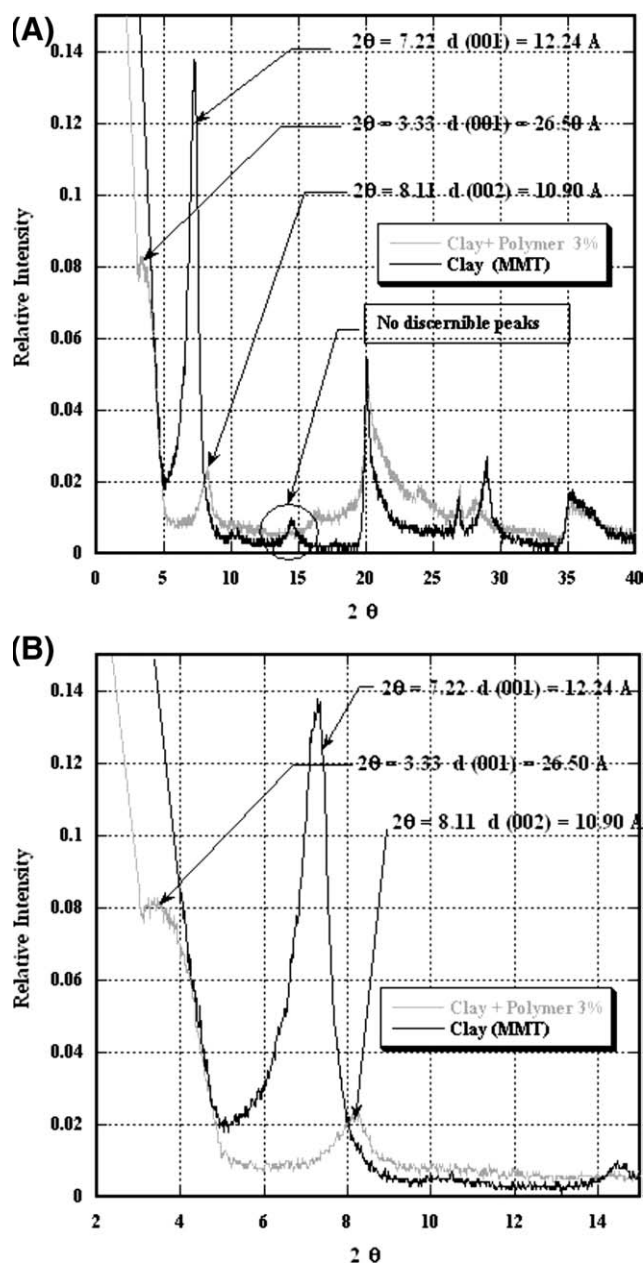 (A)
0.15
2θ = 7.22 d (001) = 12.24 A
0.14
0.12
2θ = 3.33 d (001) = 26.50 A
0.1
2θ = 8.11 d (002) = 10.90 A
Clay+ Polymer 3%
Clay (MMT)
0.08
Relative Intensity
0.06
No discernible peaks
0.04
0.02
0
0 5 10 15 20 25 30 35 40
2 θ
(B)
0.14
2θ = 7.22 d (001) = 12.24 A
0.12
2θ = 3.33 d (001) = 26.50 A
0.1
2θ = 8.11 d (002) = 10.90 A
0.08
Relative Intensity
0.06
Clay + Polymer 3%
Clay (MMT)
0.04
0.02
0
2 4 6 8 10 12 14
2 θ